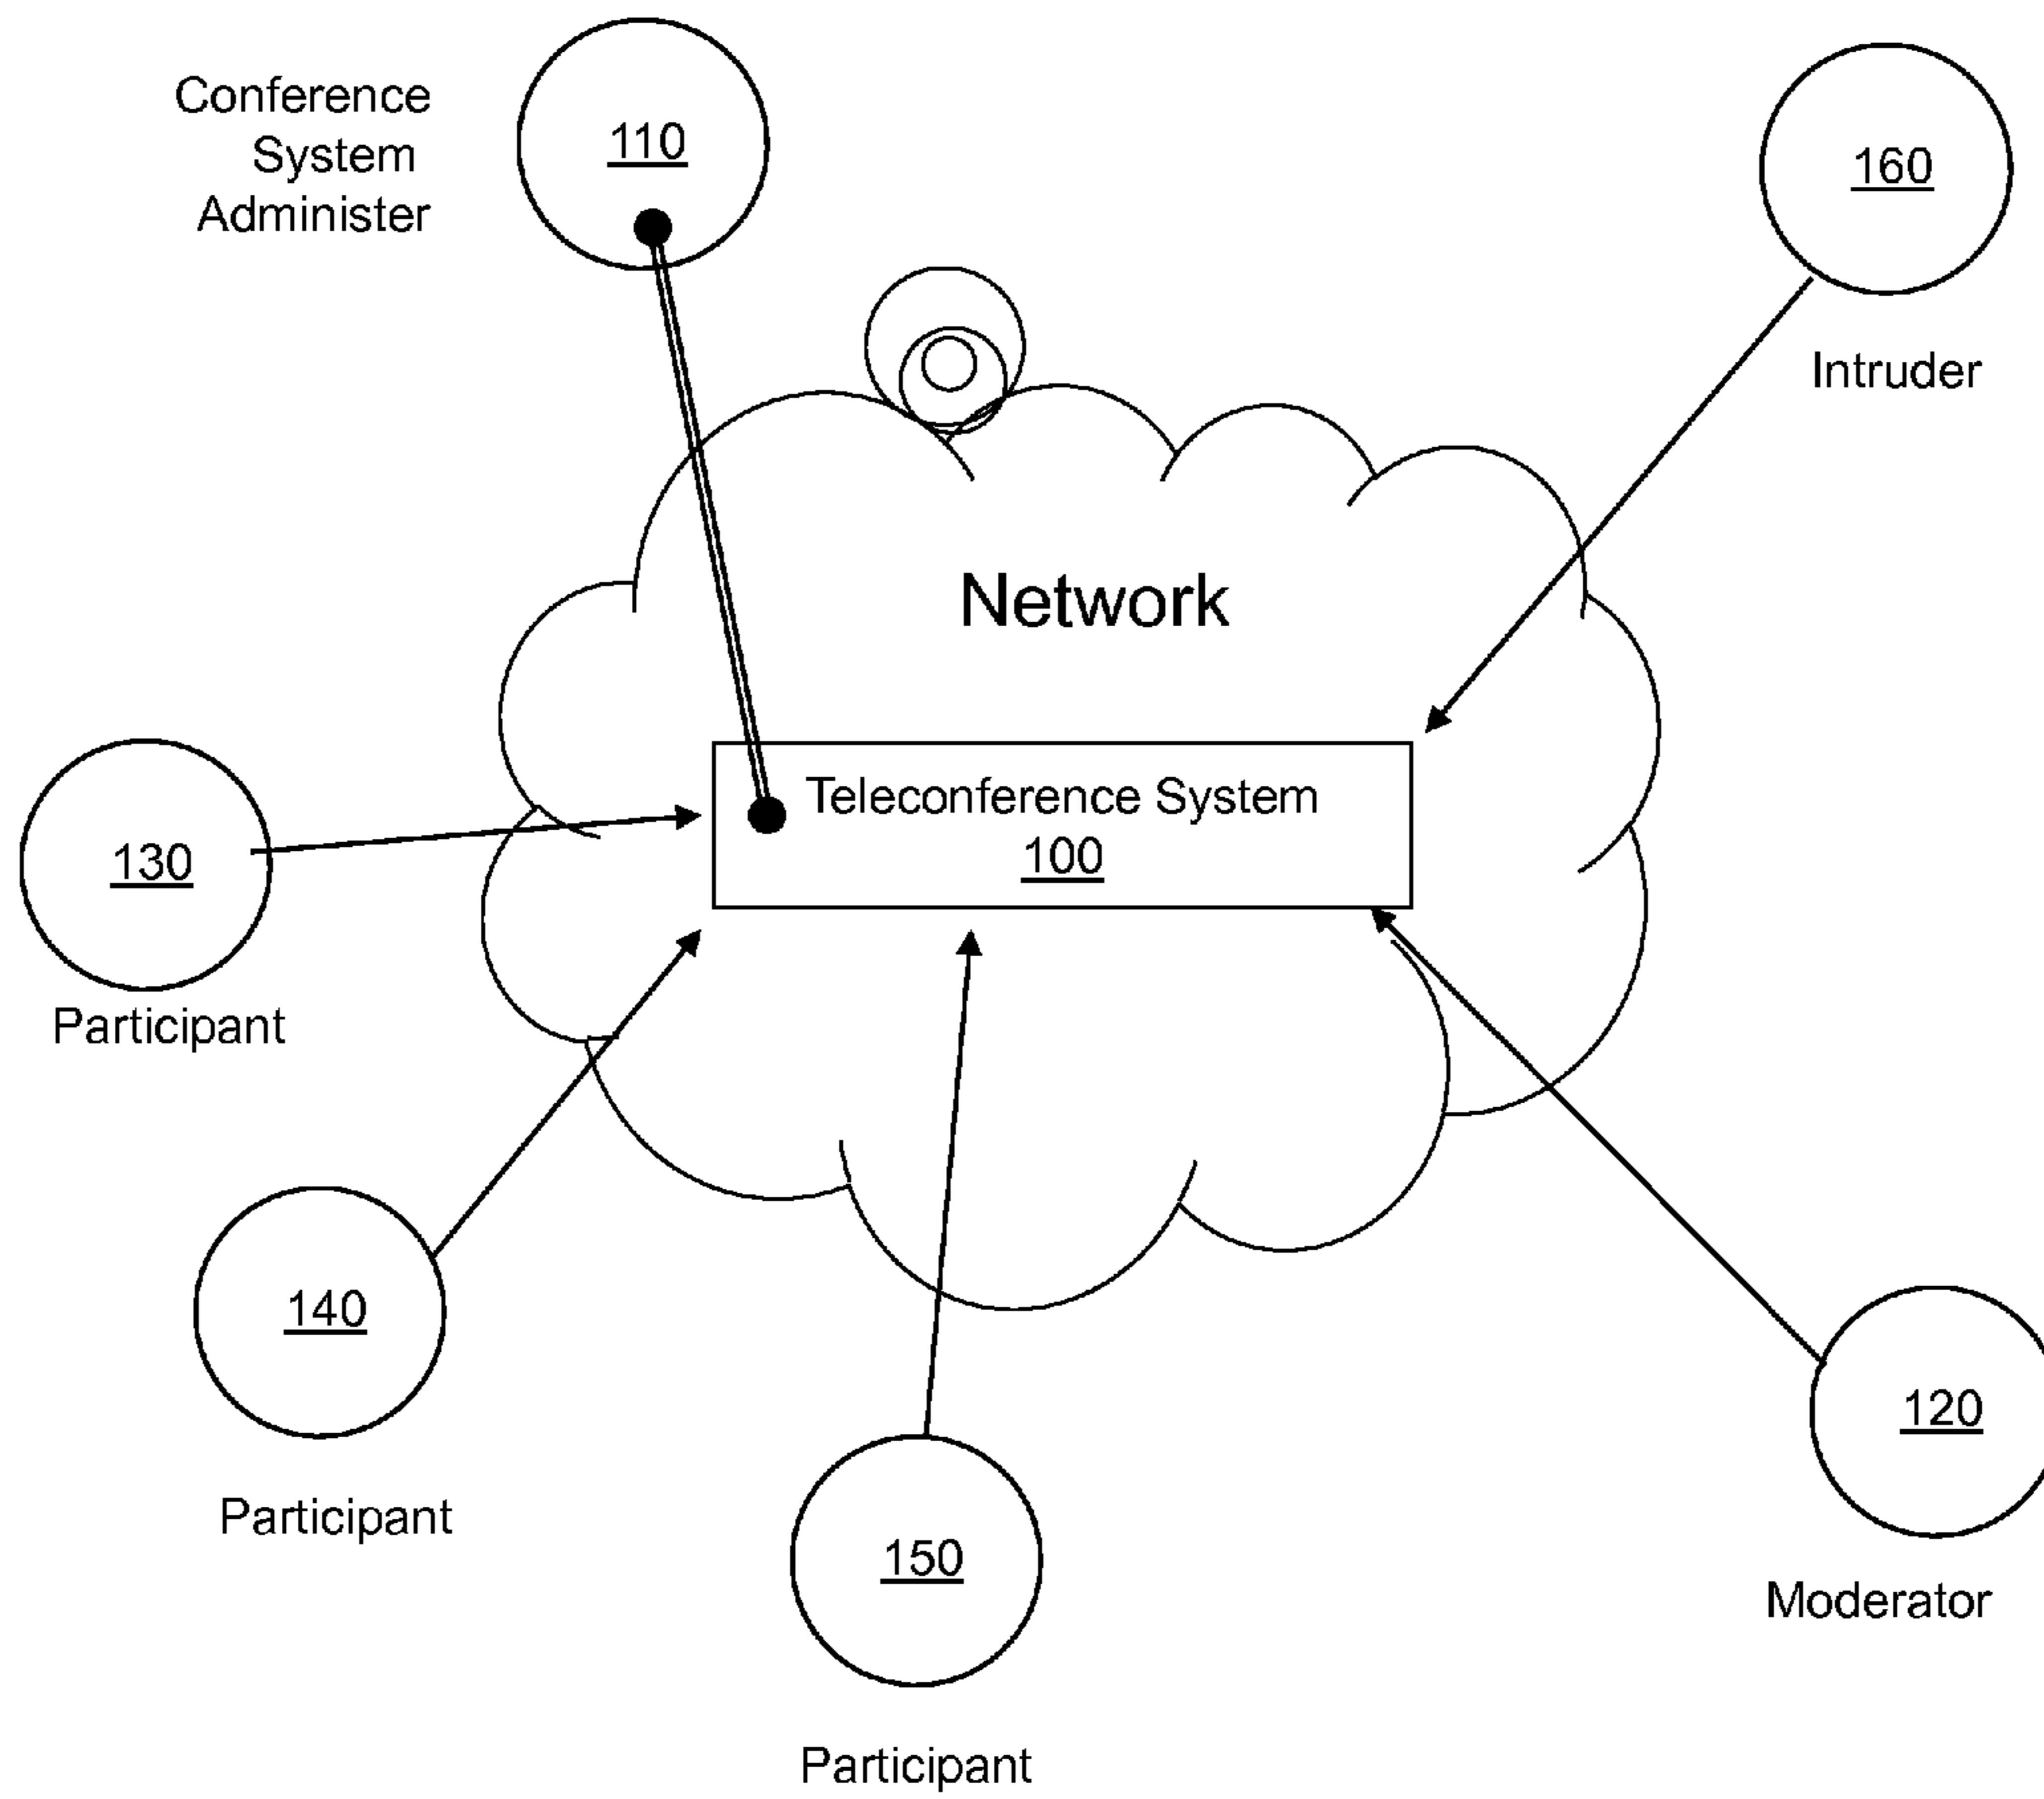 Conference
System
Administer
110
160
Intruder
Network
Teleconference System
100
130
Participant
140
Participant
150
Participant
120
Moderator